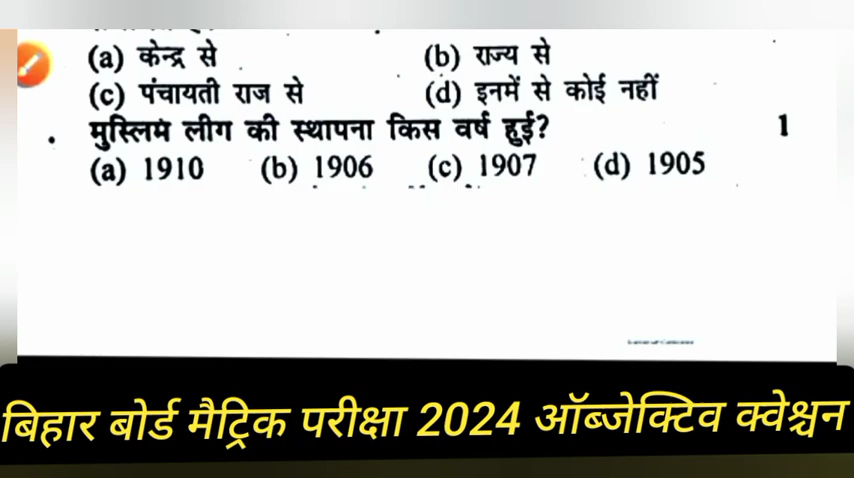 (a) केन्द्र से (b) राज्य से
(c) पंचायती राज से (d) इनमें से कोई नहीं
. मुस्लिम लीग की स्थापना किस वर्ष हुई? 1
(a) 1910 (b) 1906 (c) 1907 (d) 1905
बिहार बोर्ड मैट्रिक परीक्षा 2024 ऑब्जेक्टिव क्वेश्चन